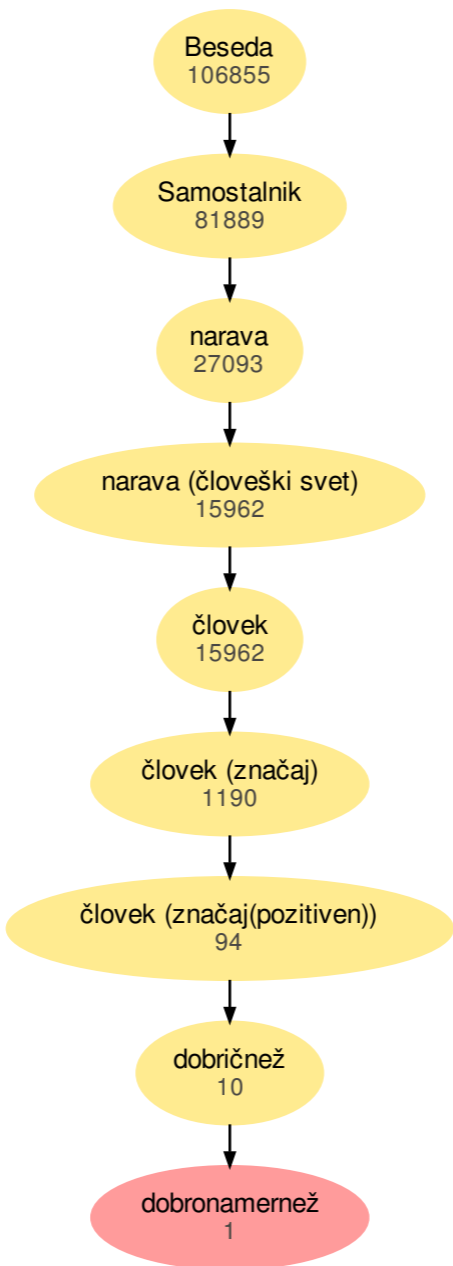 Beseda
106855
Samostalnik
81889
narava
27093
narava (človeški svet)
15962
človek
15962
človek (značaj)
1190
človek (značaj(pozitiven))
94
dobričnež
10
dobronamernež
1